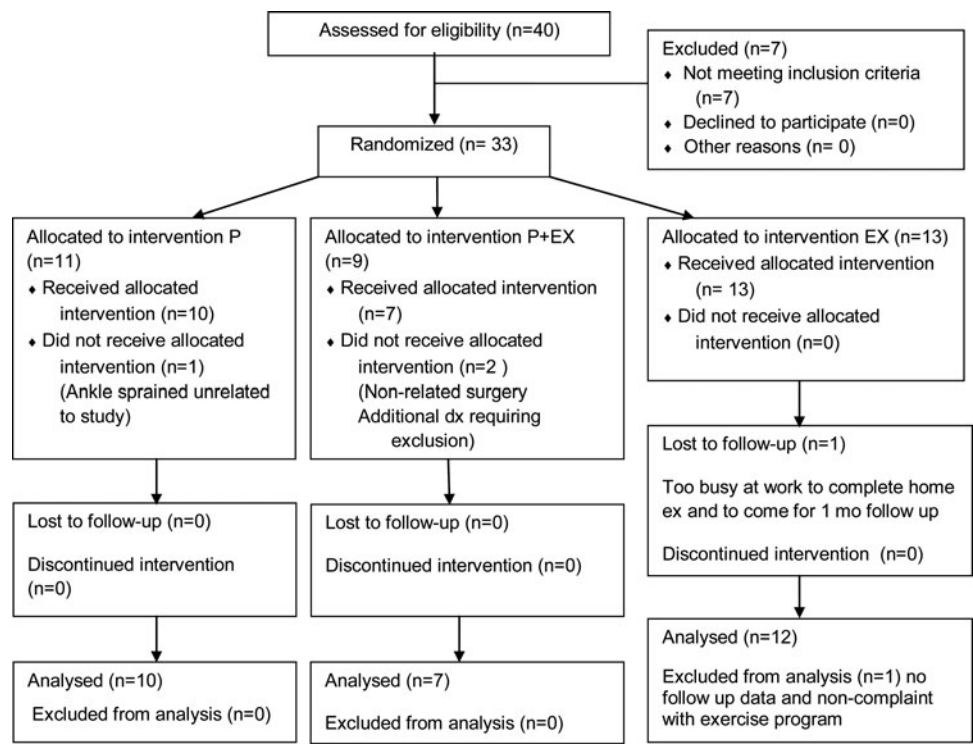 Assessed for eligibility (n=40)
Excluded (n=7)
♦ Not meeting inclusion criteria
(n=7)
♦ Declined to participate (n=0)
♦ Other reasons (n= 0)
Randomized (n= 33)
Allocated to intervention P
(n=11)
♦ Received allocated
intervention (n=10)
♦ Did not receive allocated
intervention (n=1)
(Ankle sprained unrelated
to study)
Allocated to intervention P+EX
(n=9)
♦ Received allocated intervention
(n=7)
♦ Did not receive allocated
intervention (n=2 )
(Non-related surgery
Additional dx requiring
exclusion)
Allocated to intervention EX (n=13)
♦ Received allocated intervention
(n= 13)
♦ Did not receive allocated
intervention (n=0)
Lost to follow-up (n=0)
Discontinued intervention
(n=0)
Lost to follow-up (n=0)
Discontinued intervention (n=0)
Lost to follow-up (n=1)
Too busy at work to complete home
ex and to come for 1 mo follow up
Discontinued intervention (n=0)
Analysed (n=10)
Excluded from analysis (n=0)
Analysed (n=7)
Excluded from analysis (n=0)
Analysed (n=12)
Excluded from analysis (n=1) no
follow up data and non-complaint
with exercise program